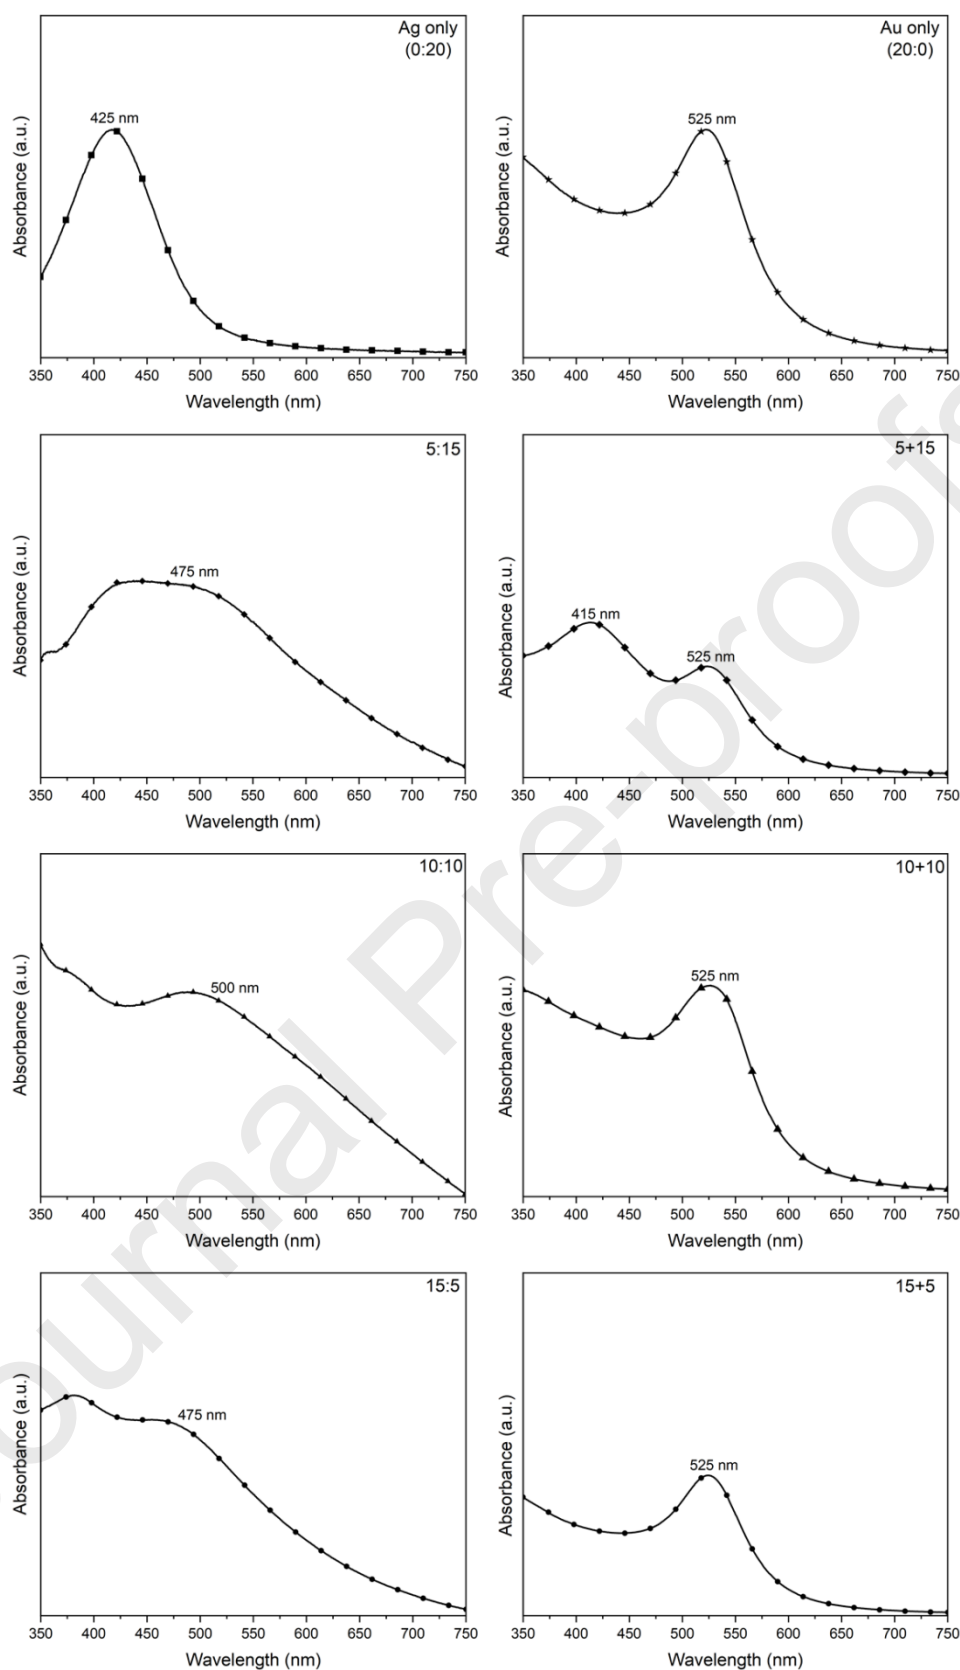 Ag only
(0:20)
425 nm
Absorbance (a.u.)
350 400 450 500 550 600 650 700 750
Wavelength (nm)
Au only
(20:0)
525 nm
Absorbance (a.u.)
350 400 450 500 550 600 650 700 750
Wavelength (nm)
5:15
475 nm
Absorbance (a.u.)
350 400 450 500 550 600 650 700 750
Wavelength (nm)
5+15
415 nm
525 nm
Absorbance (a.u.)
350 400 450 500 550 600 650 700 750
Wavelength (nm)
10:10
500 nm
Absorbance (a.u.)
350 400 450 500 550 600 650 700 750
Wavelength (nm)
10+10
525 nm
Absorbance (a.u.)
350 400 450 500 550 600 650 700 750
Wavelength (nm)
15:5
475 nm
Absorbance (a.u.)
350 400 450 500 550 600 650 700 750
Wavelength (nm)
15+5
525 nm
Absorbance (a.u.)
350 400 450 500 550 600 650 700 750
Wavelength (nm)
Journal Pre-proofs